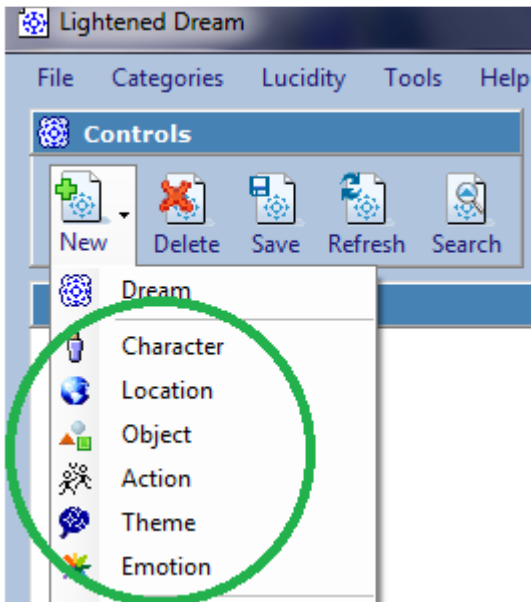 Lightened Dream
File Categories Lucidity Tools Help
Controls
New Delete Save Refresh Search
Dream
Character
Location
Object
Action
Theme
Emotion